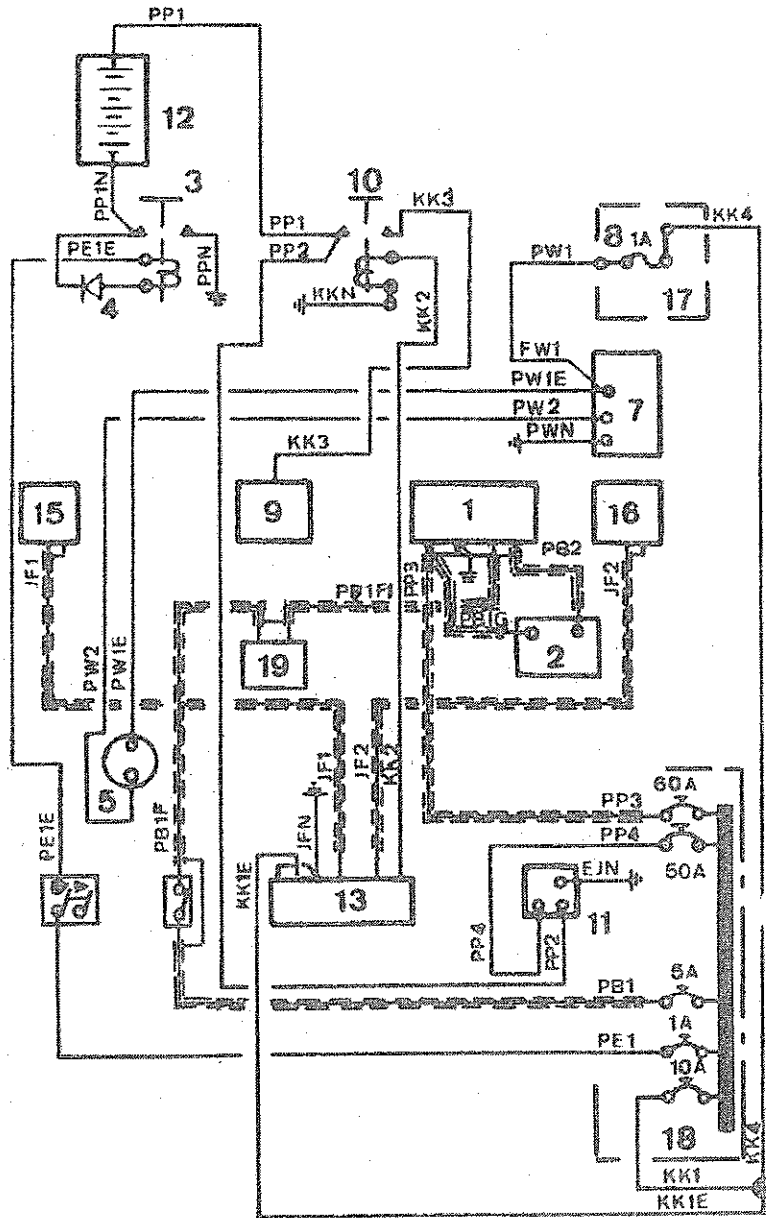 PP1
12
3
10
PP1N
PP1
KK3
KK4
8
1A
PE1E
PPN
PP2
PW1
17
4
KKN
KK2
FW1
PW1E
7
PW2
PWN
KK3
15
9
1
16
JF1
PB1F1
PP3
PB2
JF2
PB1G
19
2
PW2
PW1E
5
PE1E
PB1F
JF1
JF2
KK2
JFN
KK1E
13
60A
PP3
PP4
50A
EJN
11
PP4
PP2
5A
PB1
1A
PE1
10A
18
KK4
KK1
KK1E